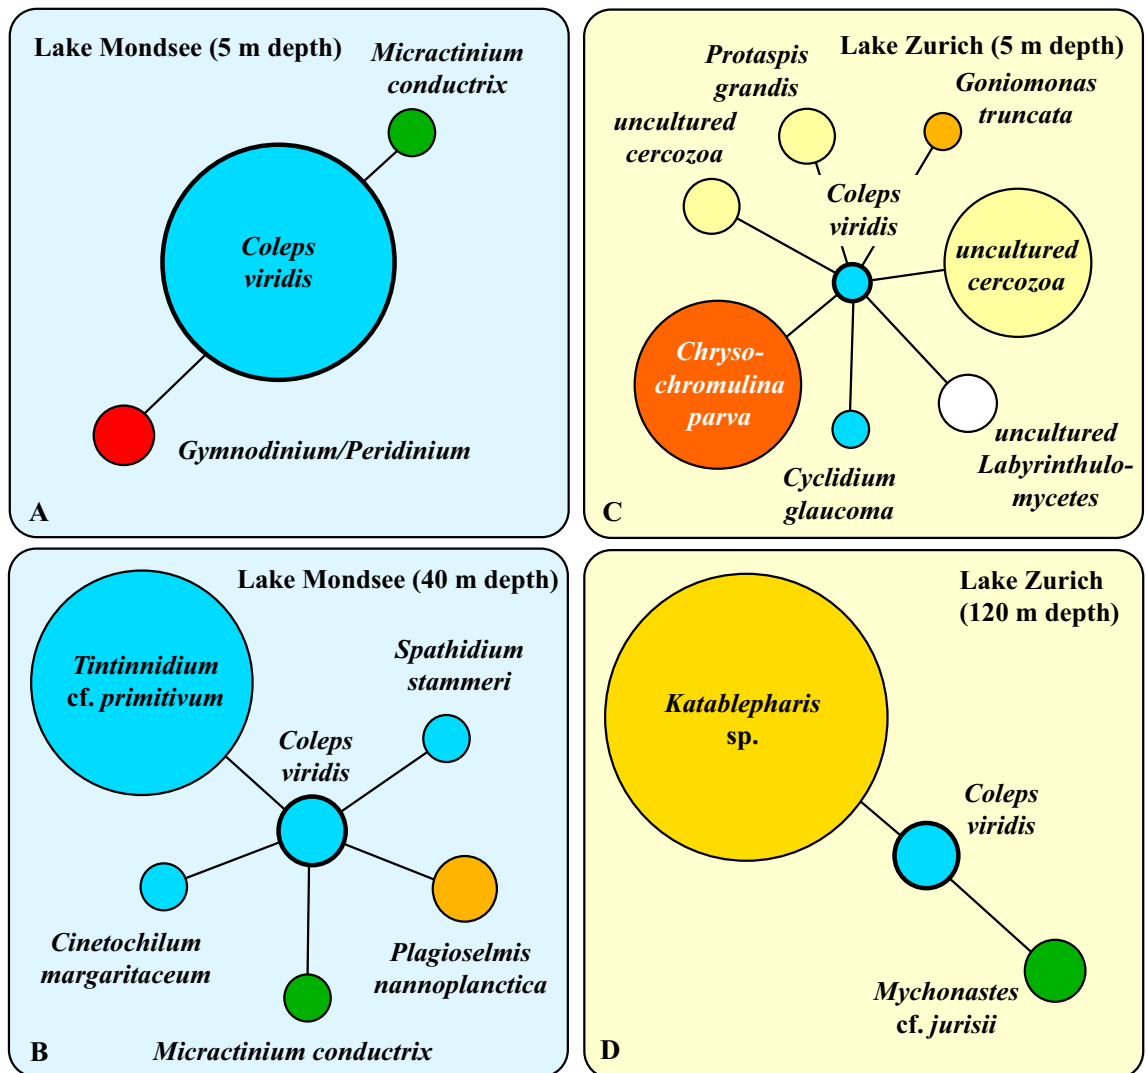 Lake Mondsee (5 m depth)
Micractinium
conductrix
Coleps
viridis
Gymnodinium/Peridinium
A
Lake Zurich (5 m depth)
Protaspis
grandis
Goniomonas
truncata
uncultured
cercozoa
Coleps
viridis
uncultured
cercozoa
Chryso-
chromulina
parva
Cyclidium
glaucoma
uncultured
Labyrinthulo-
mycetes
C
Lake Mondsee (40 m depth)
Tintinnidium
cf. primitivum
Spathidium
stammeri
Coleps
viridis
Cinetochilum
margaritaceum
Plagioselmis
nannoplanctica
Micractinium conductrix
B
Lake Zurich
(120 m depth)
Katablepharis
sp.
Coleps
viridis
Mychonastes
cf. jurisii
D